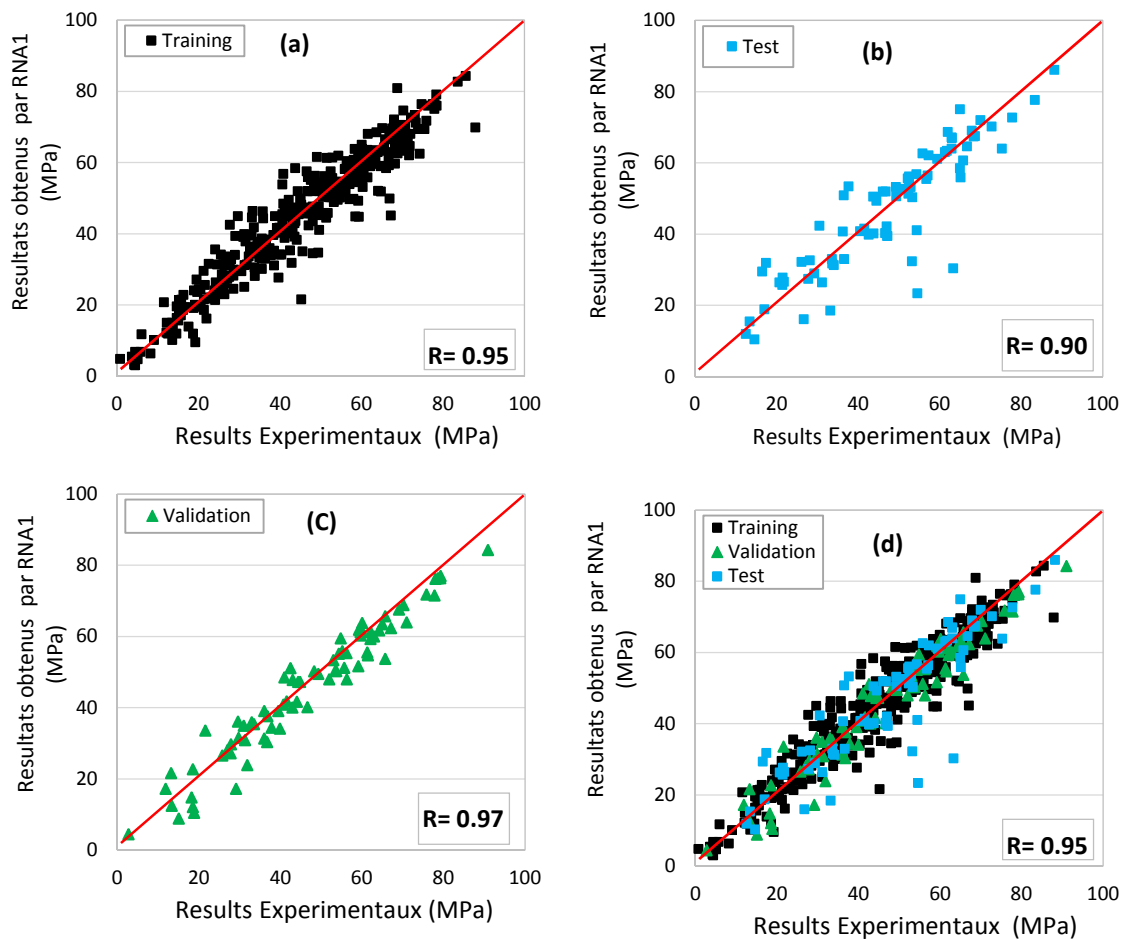 Training
(a)
Resultats obtenus par RNA1
(MPa)
100
80
60
40
20
0
R= 0.95
0 20 40 60 80 100
Results Experimentaux (MPa)
Test
(b)
Resultats obtenus par RNA1
(MPa)
100
80
60
40
20
0
R= 0.90
0 20 40 60 80 100
Results Experimentaux (MPa)
Validation
(C)
Resultats obtenus par RNA1
(MPa)
100
80
60
40
20
0
R= 0.97
0 20 40 60 80 100
Results Experimentaux (MPa)
Training
Validation
Test
(d)
Resultats obtenus par RNA1
(MPa)
100
80
60
40
20
0
R= 0.95
0 20 40 60 80 100
Results Experimentaux (MPa)